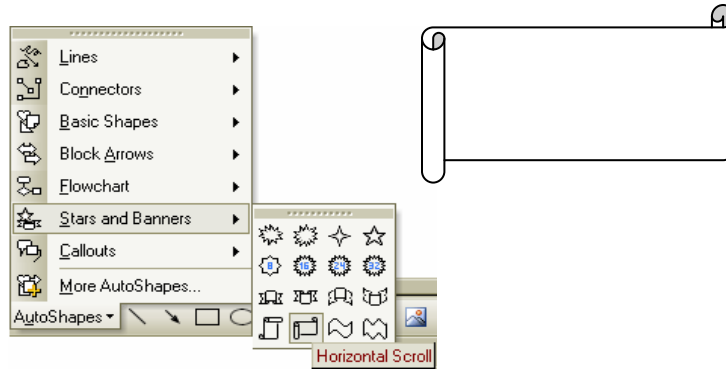 Lines
Connectors
Basic Shapes
Block Arrows
Flowchart
Stars and Banners
Callouts
More AutoShapes...
AutoShapes
8 16 24 32
Horizontal Scroll